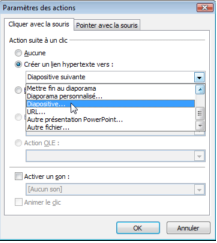 Paramètres des actions
Cliquer avec la souris
Pointer avec la souris
Action suite à un clic
Aucune
Créer un lien hypertexte vers :
Diapositive suivante
Mettre fin au diaporama
Diaporama personnalisé...
Diapositive...
URL...
Autre présentation PowerPoint...
Autre fichier...
Action OLE :
Activer un son :
[Aucun son]
Animer le clic
OK
Annuler